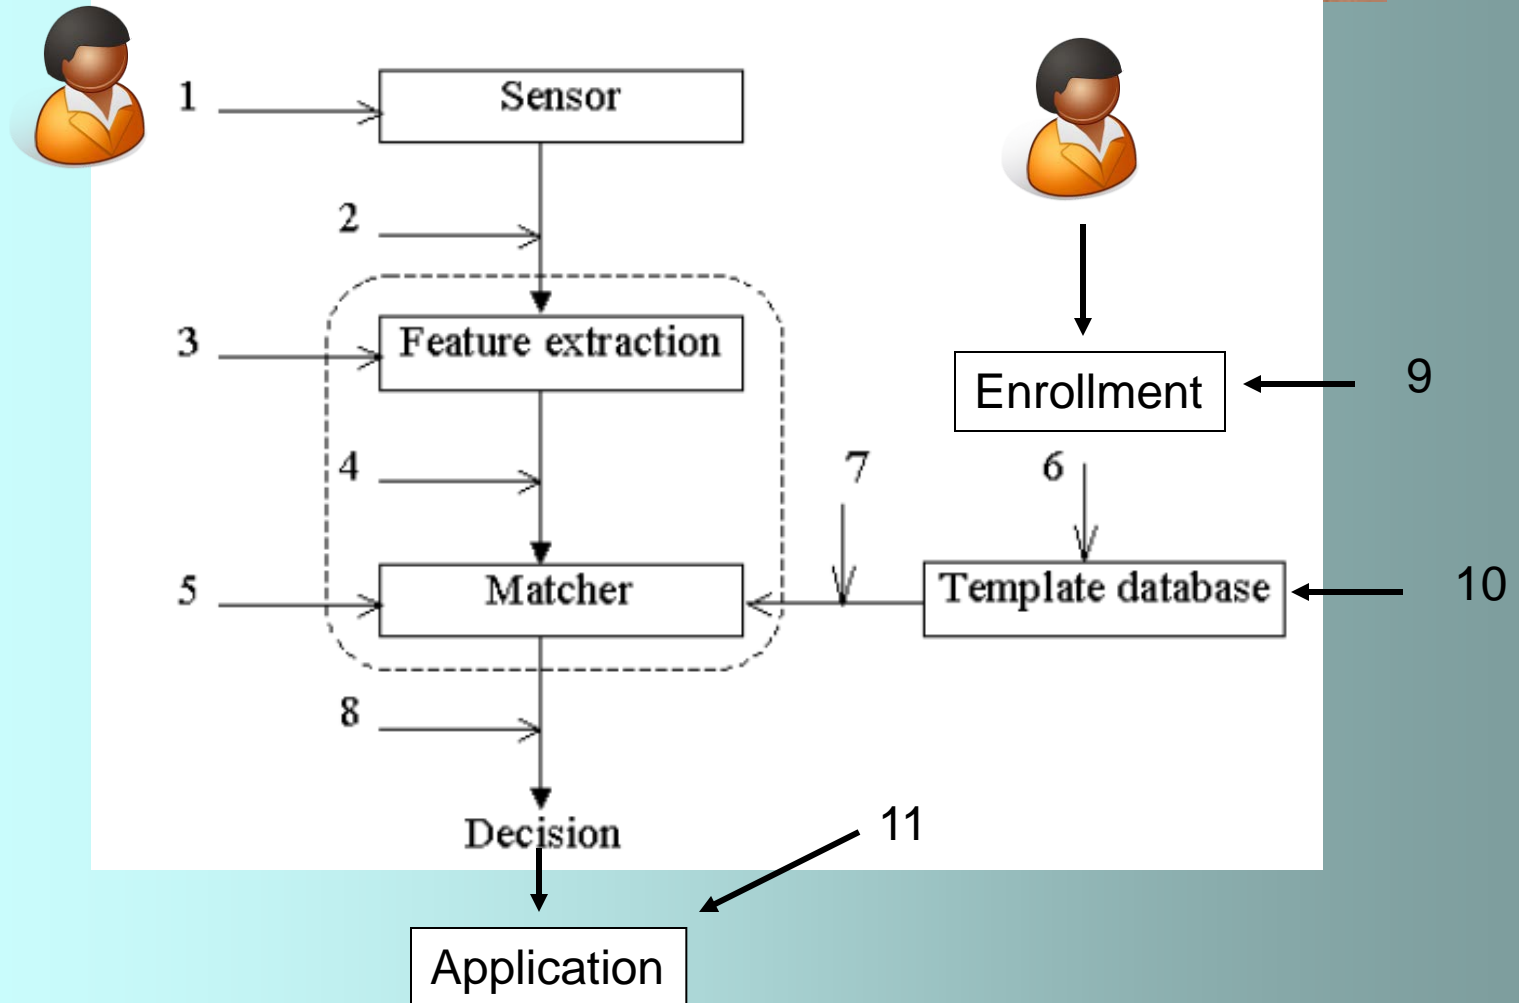 1
Sensor
2
3
Feature extraction
Enrollment
9
4
7
6
5
Matcher
Template database
10
8
Decision
11
Application